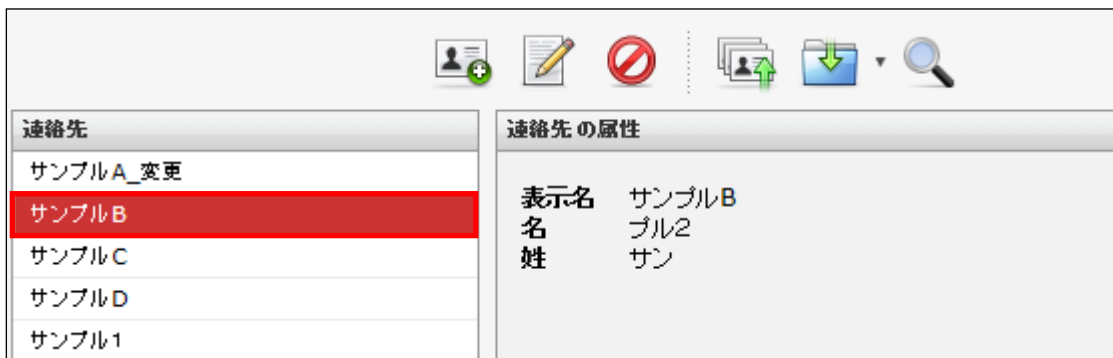 連絡先
サンプルA_変更
サンプルB
サンプルC
サンプルD
サンプル1
連絡先の属性
表示名 サンプルB
名 プル2
姓 サン